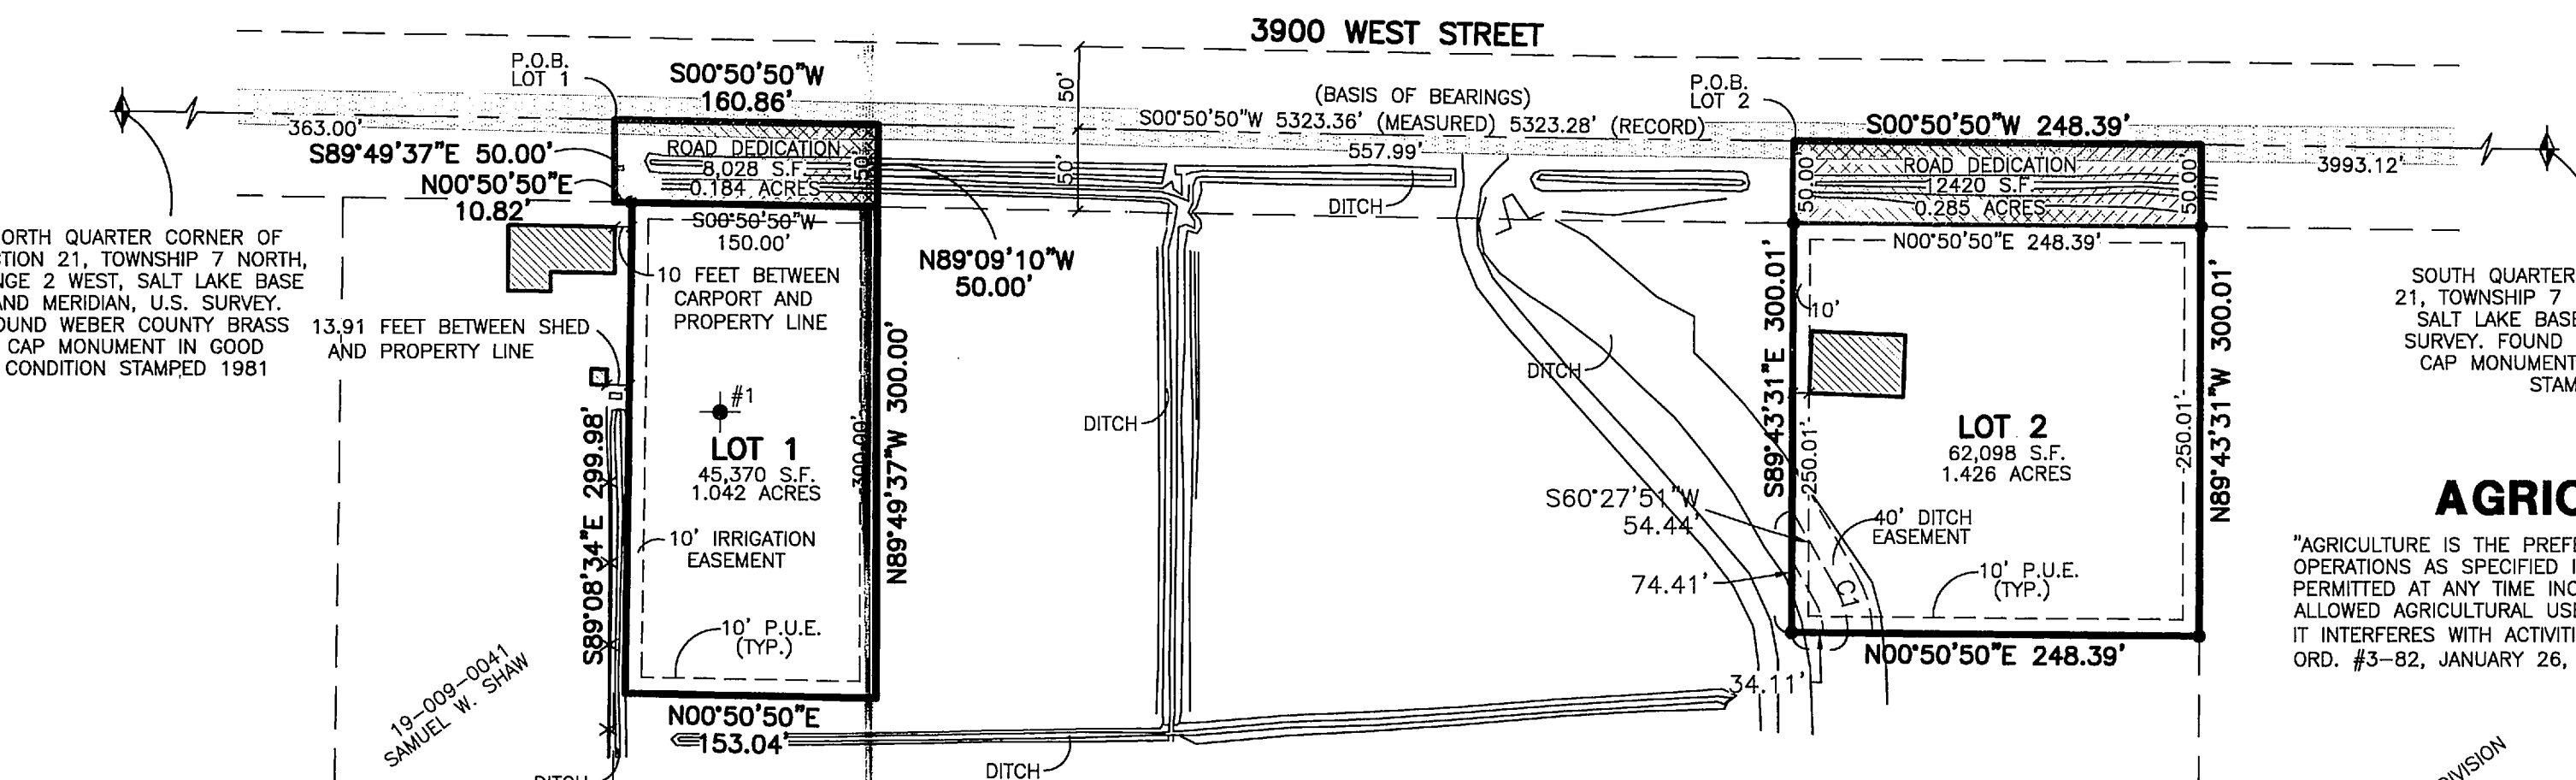 3900 WEST STREET
P.O.B.
LOT 1
S00°50'50"W
160.86'
50'
50'
(BASIS OF BEARINGS)
S00°50'50"W 5323.36' (MEASURED) 5323.28' (RECORD)
557.99'
P.O.B.
LOT 2
S00°50'50"W 248.39'
3993.12'
363.00'
S89°49'37"E 50.00'
N00°50'50"E
10.82'
ROAD DEDICATION
8,028 S.F.
0.184 ACRES
50'
S00°50'50"W
150.00'
N89°09'10"W
50.00'
DITCH
ROAD DEDICATION
12420 S.F.
0.285 ACRES
50.00'
50.00'
N00°50'50"E 248.39'
ORTH QUARTER CORNER OF
CTION 21, TOWNSHIP 7 NORTH,
NGE 2 WEST, SALT LAKE BASE
AND MERIDIAN, U.S. SURVEY.
OUND WEBER COUNTY BRASS
CAP MONUMENT IN GOOD
CONDITION STAMPED 1981
10 FEET BETWEEN
CARPORT AND
PROPERTY LINE
13.91 FEET BETWEEN SHED
AND PROPERTY LINE
#1
LOT 1
45,370 S.F.
1.042 ACRES
10' IRRIGATION
EASEMENT
10' P.U.E.
(TYP.)
S89°08'34"E 299.98'
300.00'
N89°49'37"W 300.00'
N00°50'50"E
153.04'
19-009-0041
SAMUEL W. SHAW
DITCH
DITCH
DITCH
DITCH
S89°43'31"E 300.01'
250.01'
10'
LOT 2
62,098 S.F.
1.426 ACRES
250.01'
N89°43'31"W 300.01'
S60°27'51"W
54.44'
74.41'
34.11'
40' DITCH
EASEMENT
C1
10' P.U.E.
(TYP.)
N00°50'50"E 248.39'
SOUTH QUARTER
21, TOWNSHIP 7
SALT LAKE BASE
SURVEY. FOUND
CAP MONUMENT
STAM
AGRIC
"AGRICULTURE IS THE PREFE
OPERATIONS AS SPECIFIED I
PERMITTED AT ANY TIME INC
ALLOWED AGRICULTURAL USE
IT INTERFERES WITH ACTIVITI
ORD. #3-82, JANUARY 26,
DIVISION